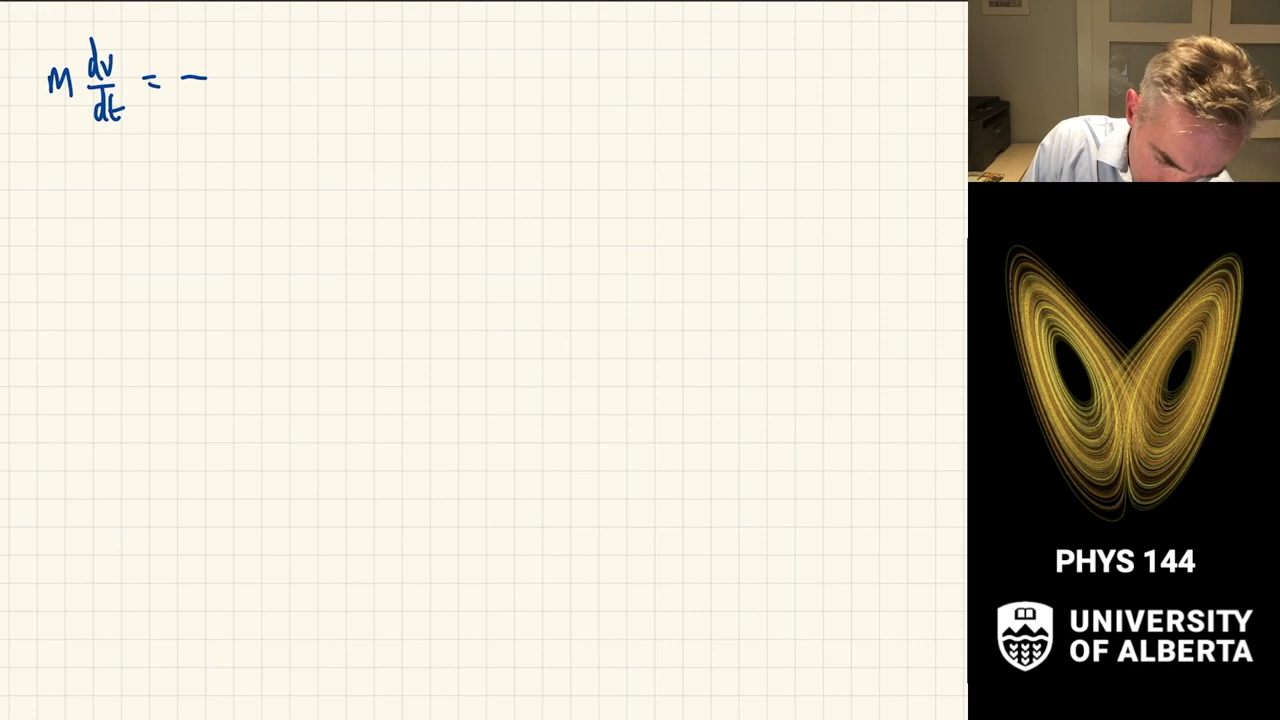 m dv/dt = -
PHYS 144
UNIVERSITY
OF ALBERTA